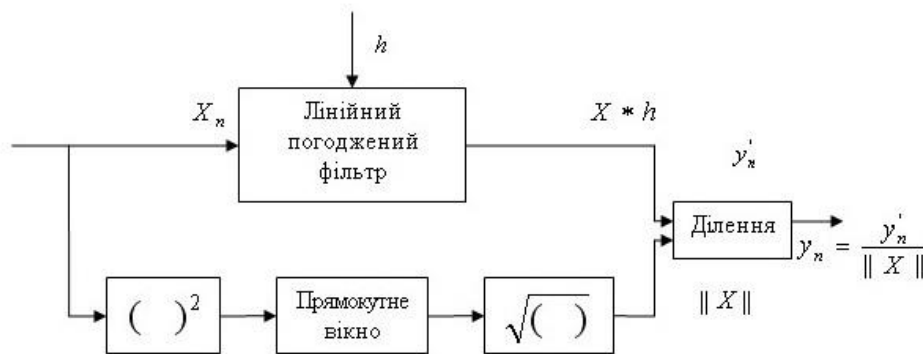 h
X_n
Лінійний
погоджений
фільтр
X * h
y'_n
Ділення
y_n = y'_n / || X ||
( )²
Прямокутне
вікно
√( )
|| X ||